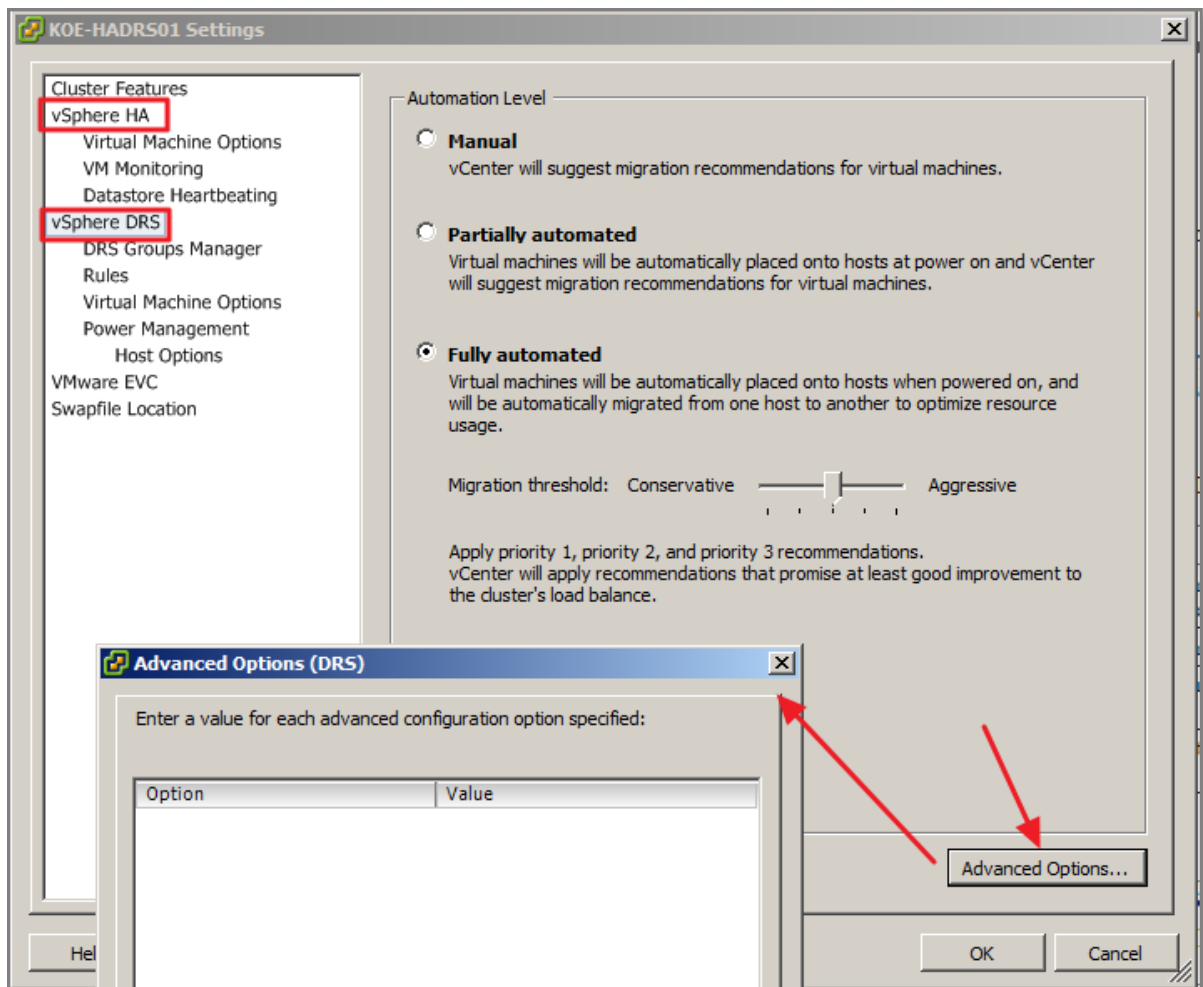 KOE-HADRS01 Settings
Cluster Features
vSphere HA
Virtual Machine Options
VM Monitoring
Datastore Heartbeating
vSphere DRS
DRS Groups Manager
Rules
Virtual Machine Options
Power Management
Host Options
VMware EVC
Swapfile Location
Automation Level
Manual
vCenter will suggest migration recommendations for virtual machines.
Partially automated
Virtual machines will be automatically placed onto hosts at power on and vCenter
will suggest migration recommendations for virtual machines.
Fully automated
Virtual machines will be automatically placed onto hosts when powered on, and
will be automatically migrated from one host to another to optimize resource
usage.
Migration threshold: Conservative Aggressive
Apply priority 1, priority 2, and priority 3 recommendations.
vCenter will apply recommendations that promise at least good improvement to
the cluster's load balance.
Advanced Options (DRS)
Enter a value for each advanced configuration option specified:
Option Value
Advanced Options...
OK Cancel